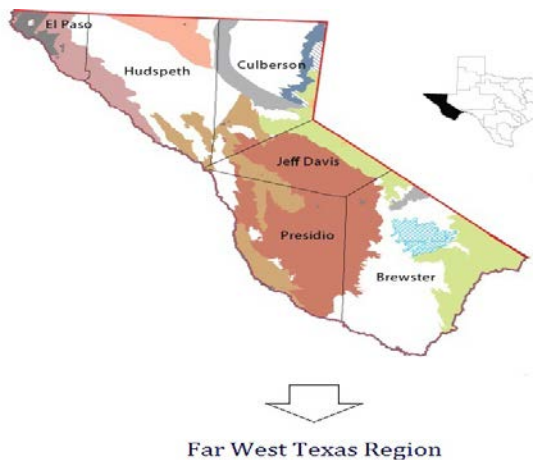 El Paso
Hudspeth
Culberson
Jeff Davis
Presidio
Brewster
Far West Texas Region